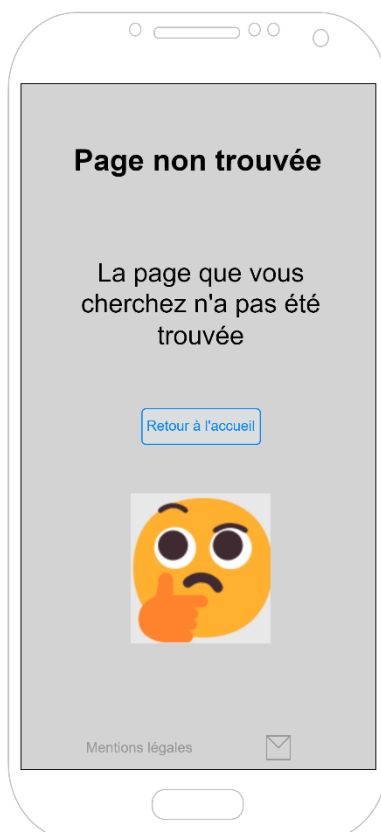 Page non trouvée
La page que vous
cherchez n'a pas été
trouvée
Retour à l'accueil
Mentions légales